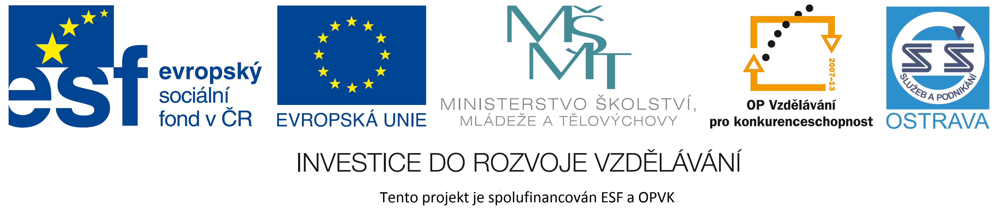 esf
evropský
sociální
fond v ČR
EVROPSKÁ UNIE
MŠMT
MINISTERSTVO ŠKOLSTVÍ,
MLÁDEŽE A TĚLOVÝCHOVY
2007-13
OP Vzdělávání
pro konkurenceschopnost
SŠ
SLUŽEB A PODNIKÁNÍ
OSTRAVA
INVESTICE DO ROZVOJE VZDĚLÁVÁNÍ
Tento projekt je spolufinancován ESF a OPVK